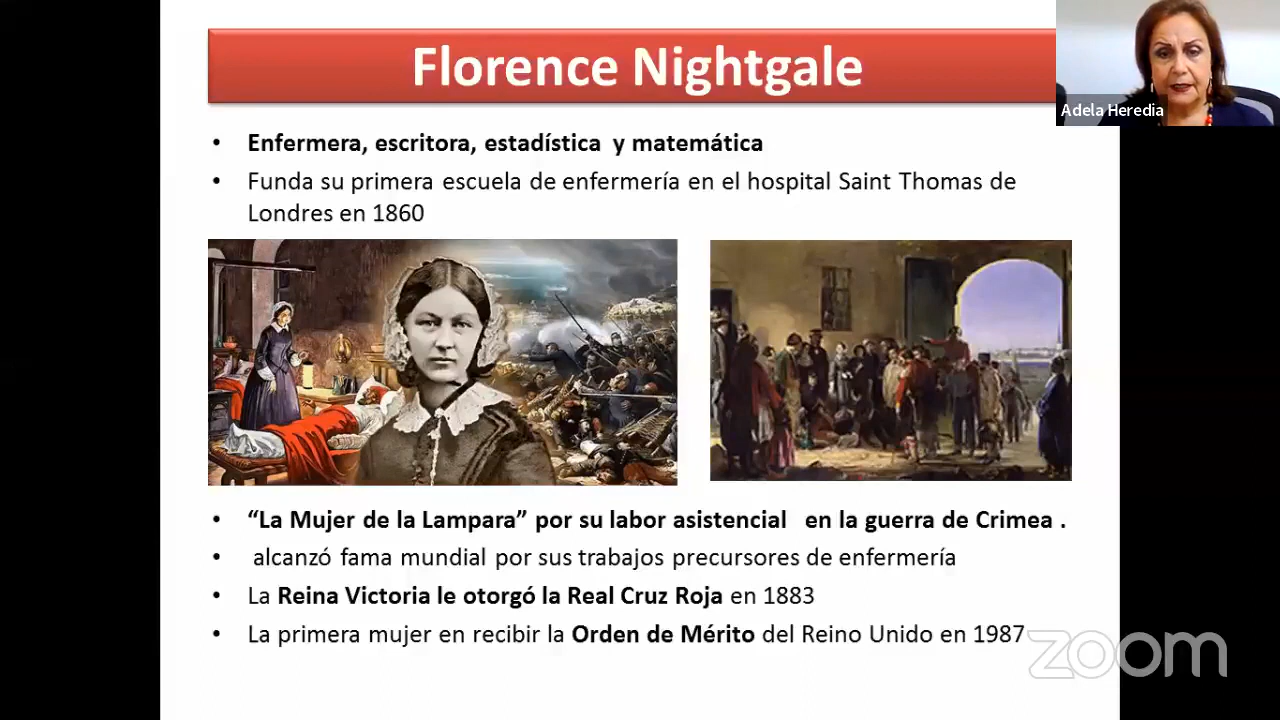 Florence Nightgale
Adela Heredia
• Enfermera, escritora, estadística y matemática
• Funda su primera escuela de enfermería en el hospital Saint Thomas de
Londres en 1860
• “La Mujer de la Lampara” por su labor asistencial en la guerra de Crimea .
• alcanzó fama mundial por sus trabajos precursores de enfermería
• La Reina Victoria le otorgó la Real Cruz Roja en 1883
• La primera mujer en recibir la Orden de Mérito del Reino Unido en 1987
zoom